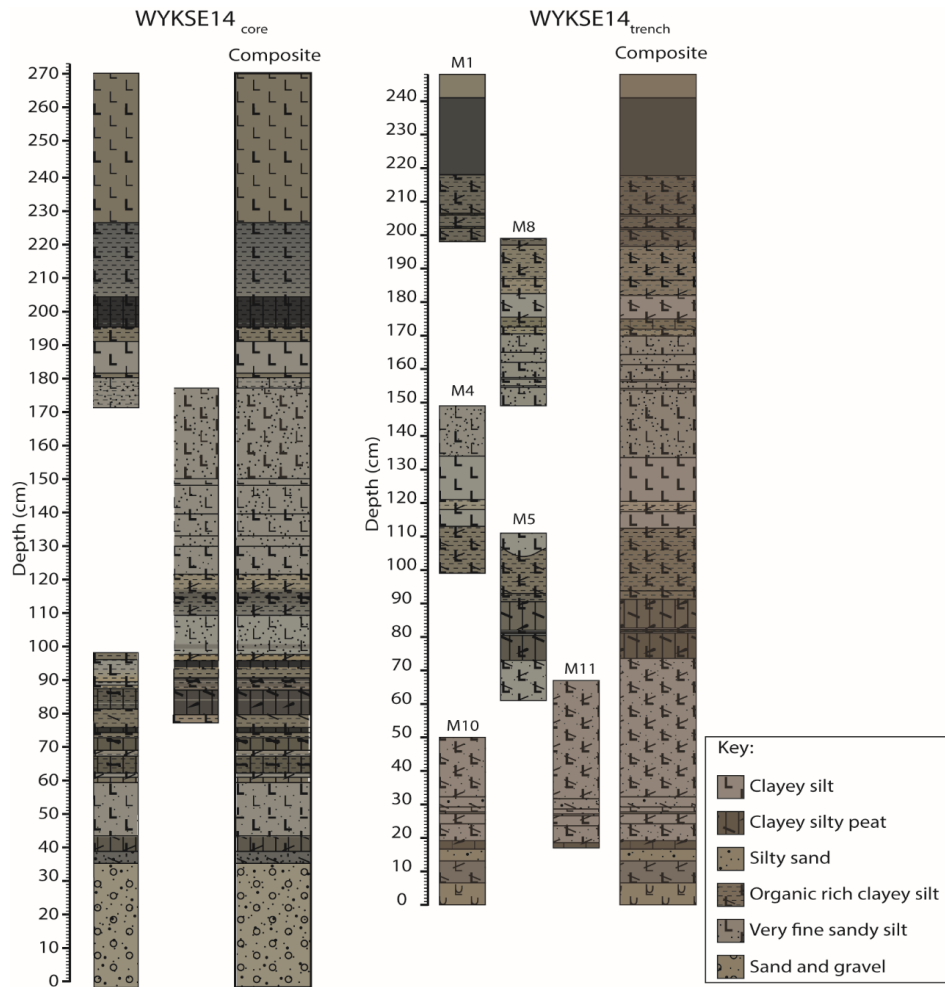 WYKSE14 core
Composite
270
260
250
240
230
220
210
200
190
180
170
160
150
140
130
120
110
100
90
80
70
60
50
40
30
20
10
0
Depth (cm)
WYKSE14 trench
Composite
M1
M8
M4
M5
M11
M10
240
230
220
210
200
190
180
170
160
150
140
130
120
110
100
90
80
70
60
50
40
30
20
10
0
Depth (cm)
Key:
Clayey silt
Clayey silty peat
Silty sand
Organic rich clayey silt
Very fine sandy silt
Sand and gravel